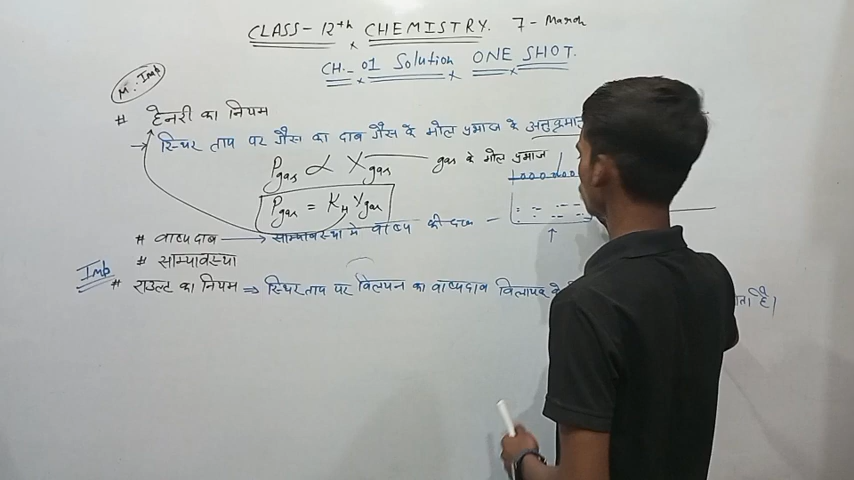 CLASS - 12th CHEMISTRY. 7 - March
CH.- 01 Solution ONE SHOT.
M. Imp
# हेनरी का नियम
→ स्थिर ताप पर गैस का दाब गैस के मोल प्रभाज के
Pgas ∝ Xgas gas के मोल प्रभाज
Pgas = KH Xgas
# वाष्पदाब → साम्यावस्था में वाष्प की दाब -
# साम्यावस्था
Imp # राउल्ट का नियम ⇒ स्थिर ताप पर विलयन का वाष्पदाब विलायक के है।